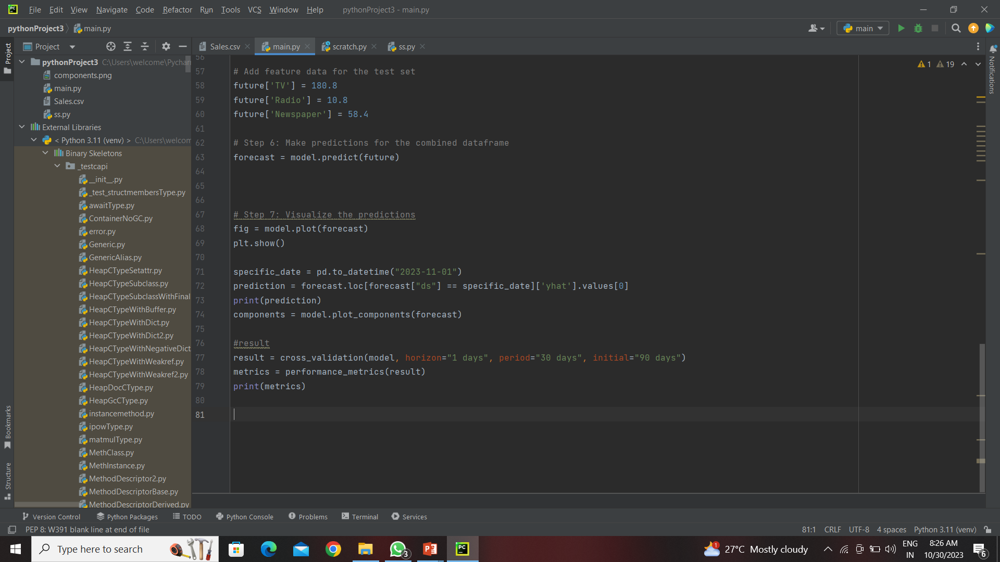 File Edit View Navigate Code Refactor Run Tools VCS Window Help pythonProject3 - main.py
pythonProject3 main.py
main
Project
Project
Sales.csv main.py scratch.py ss.py
Notifications
pythonProject3 C:\Users\welcome\Pycharm
components.png
main.py
Sales.csv
ss.py
External Libraries
< Python 3.11 (venv) > C:\Users\welcom
Binary Skeletons
_testcapi
__init__.py
_test_structmembersType.py
awaitType.py
ContainerNoGC.py
error.py
Generic.py
GenericAlias.py
HeapCTypeSetattr.py
HeapCTypeSubclass.py
HeapCTypeSubclassWithFinal
HeapCTypeWithBuffer.py
HeapCTypeWithDict.py
HeapCTypeWithDict2.py
HeapCTypeWithNegativeDict
HeapCTypeWithWeakref.py
HeapCTypeWithWeakref2.py
HeapDocCType.py
HeapGcCType.py
instancemethod.py
ipowType.py
matmulType.py
MethClass.py
MethInstance.py
MethodDescriptor2.py
MethodDescriptorBase.py
MethodDescriptorDerived.py
Bookmarks
Structure
1 19
56
57 # Add feature data for the test set
58 future['TV'] = 180.8
59 future['Radio'] = 10.8
60 future['Newspaper'] = 58.4
61
62 # Step 6: Make predictions for the combined dataframe
63 forecast = model.predict(future)
64
65
66
67 # Step 7: Visualize the predictions
68 fig = model.plot(forecast)
69 plt.show()
70
71 specific_date = pd.to_datetime("2023-11-01")
72 prediction = forecast.loc[forecast["ds"] == specific_date]['yhat'].values[0]
73 print(prediction)
74 components = model.plot_components(forecast)
75
76 #result
77 result = cross_validation(model, horizon="1 days", period="30 days", initial="90 days")
78 metrics = performance_metrics(result)
79 print(metrics)
80
81
Version Control Python Packages TODO Python Console Problems Terminal Services
PEP 8: W391 blank line at end of file 81:1 CRLF UTF-8 4 spaces Python 3.11 (venv)
Type here to search 3 27°C Mostly cloudy ENG IN 8:26 AM 10/30/2023 6